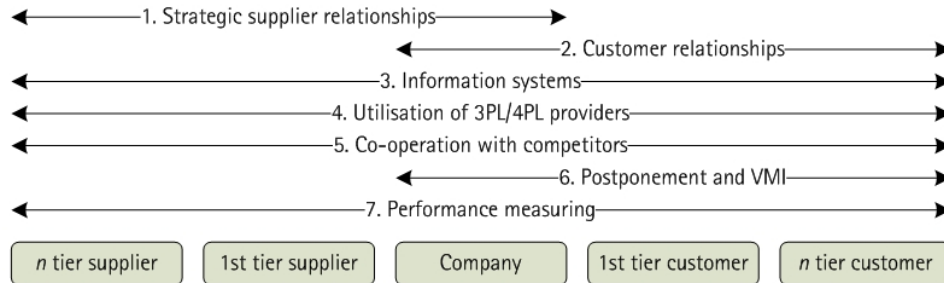 1. Strategic supplier relationships
2. Customer relationships
3. Information systems
4. Utilisation of 3PL/4PL providers
5. Co-operation with competitors
6. Postponement and VMI
7. Performance measuring
n tier supplier
1st tier supplier
Company
1st tier customer
n tier customer